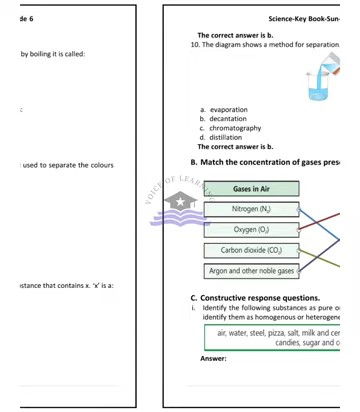 de 6
by boiling it is called:
:
used to separate the colours
bstance that contains x. 'x' is a:
Science-Key Book-Sun-
The correct answer is b.
10. The diagram shows a method for separation
a. evaporation
b. decantation
c. chromatography
d. distillation
The correct answer is b.
B. Match the concentration of gases pres
Gases in Air
Nitrogen (N₂)
Oxygen (O₂)
Carbon dioxide (CO₂)
Argon and other noble gases
C. Constructive response questions.
i. Identify the following substances as pure o
identify them as homogenous or heterogene
air, water, steel, pizza, salt, milk and cer
candies, sugar and c
Answer:
VOICE OF LEARNING